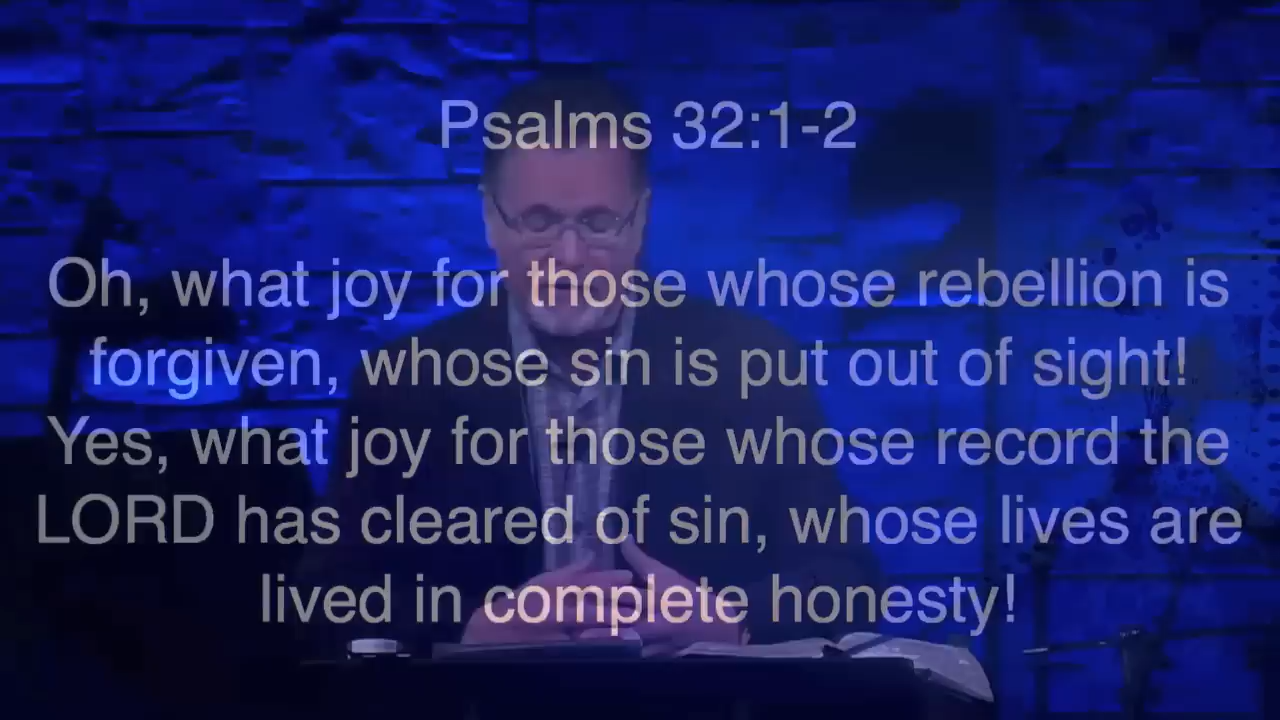 Psalms 32:1-2
Oh, what joy for those whose rebellion is
forgiven, whose sin is put out of sight!
Yes, what joy for those whose record the
LORD has cleared of sin, whose lives are
lived in complete honesty!